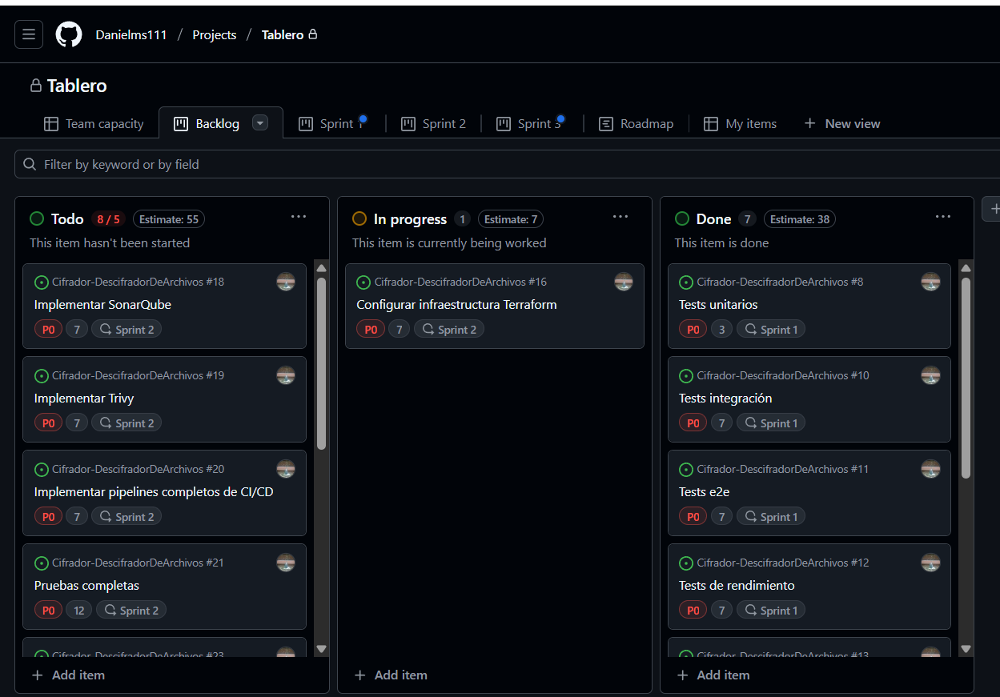 Danielms111 / Projects / Tablero
Tablero
Team capacity
Backlog
Sprint 1
Sprint 2
Sprint 3
Roadmap
My items
New view
Filter by keyword or by field
Todo 8 / 5 Estimate: 55
This item hasn't been started
Cifrador-DescifradorDeArchivos #18
Implementar SonarQube
P0 7 Sprint 2
Cifrador-DescifradorDeArchivos #19
Implementar Trivy
P0 7 Sprint 2
Cifrador-DescifradorDeArchivos #20
Implementar pipelines completos de CI/CD
P0 7 Sprint 2
Cifrador-DescifradorDeArchivos #21
Pruebas completas
P0 12 Sprint 2
Cifrador-DescifradorDeArchivos #23
Add item
In progress 1 Estimate: 7
This item is currently being worked
Cifrador-DescifradorDeArchivos #16
Configurar infraestructura Terraform
P0 7 Sprint 2
Add item
Done 7 Estimate: 38
This item is done
Cifrador-DescifradorDeArchivos #8
Tests unitarios
P0 3 Sprint 1
Cifrador-DescifradorDeArchivos #10
Tests integración
P0 7 Sprint 1
Cifrador-DescifradorDeArchivos #11
Tests e2e
P0 7 Sprint 1
Cifrador-DescifradorDeArchivos #12
Tests de rendimiento
P0 7 Sprint 1
Cifrador-DescifradorDeArchivos #13
Add item